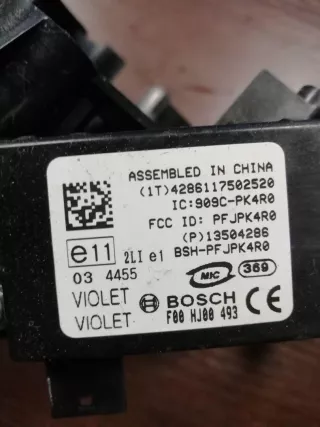 ASSEMBLED IN CHINA
(1T)4286117502520
IC:909C-PK4R0
FCC ID: PFJPK4R0
(P)13504286
BSH-PFJPK4R0
e11 2LI e1
03 4455
MIC 369
VIOLET BOSCH CE
VIOLET F00 HJ00 493